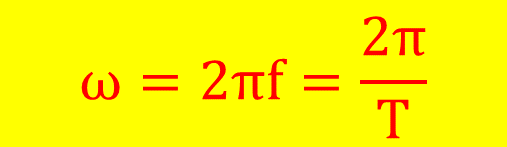 ω = 2πf = 2π/T